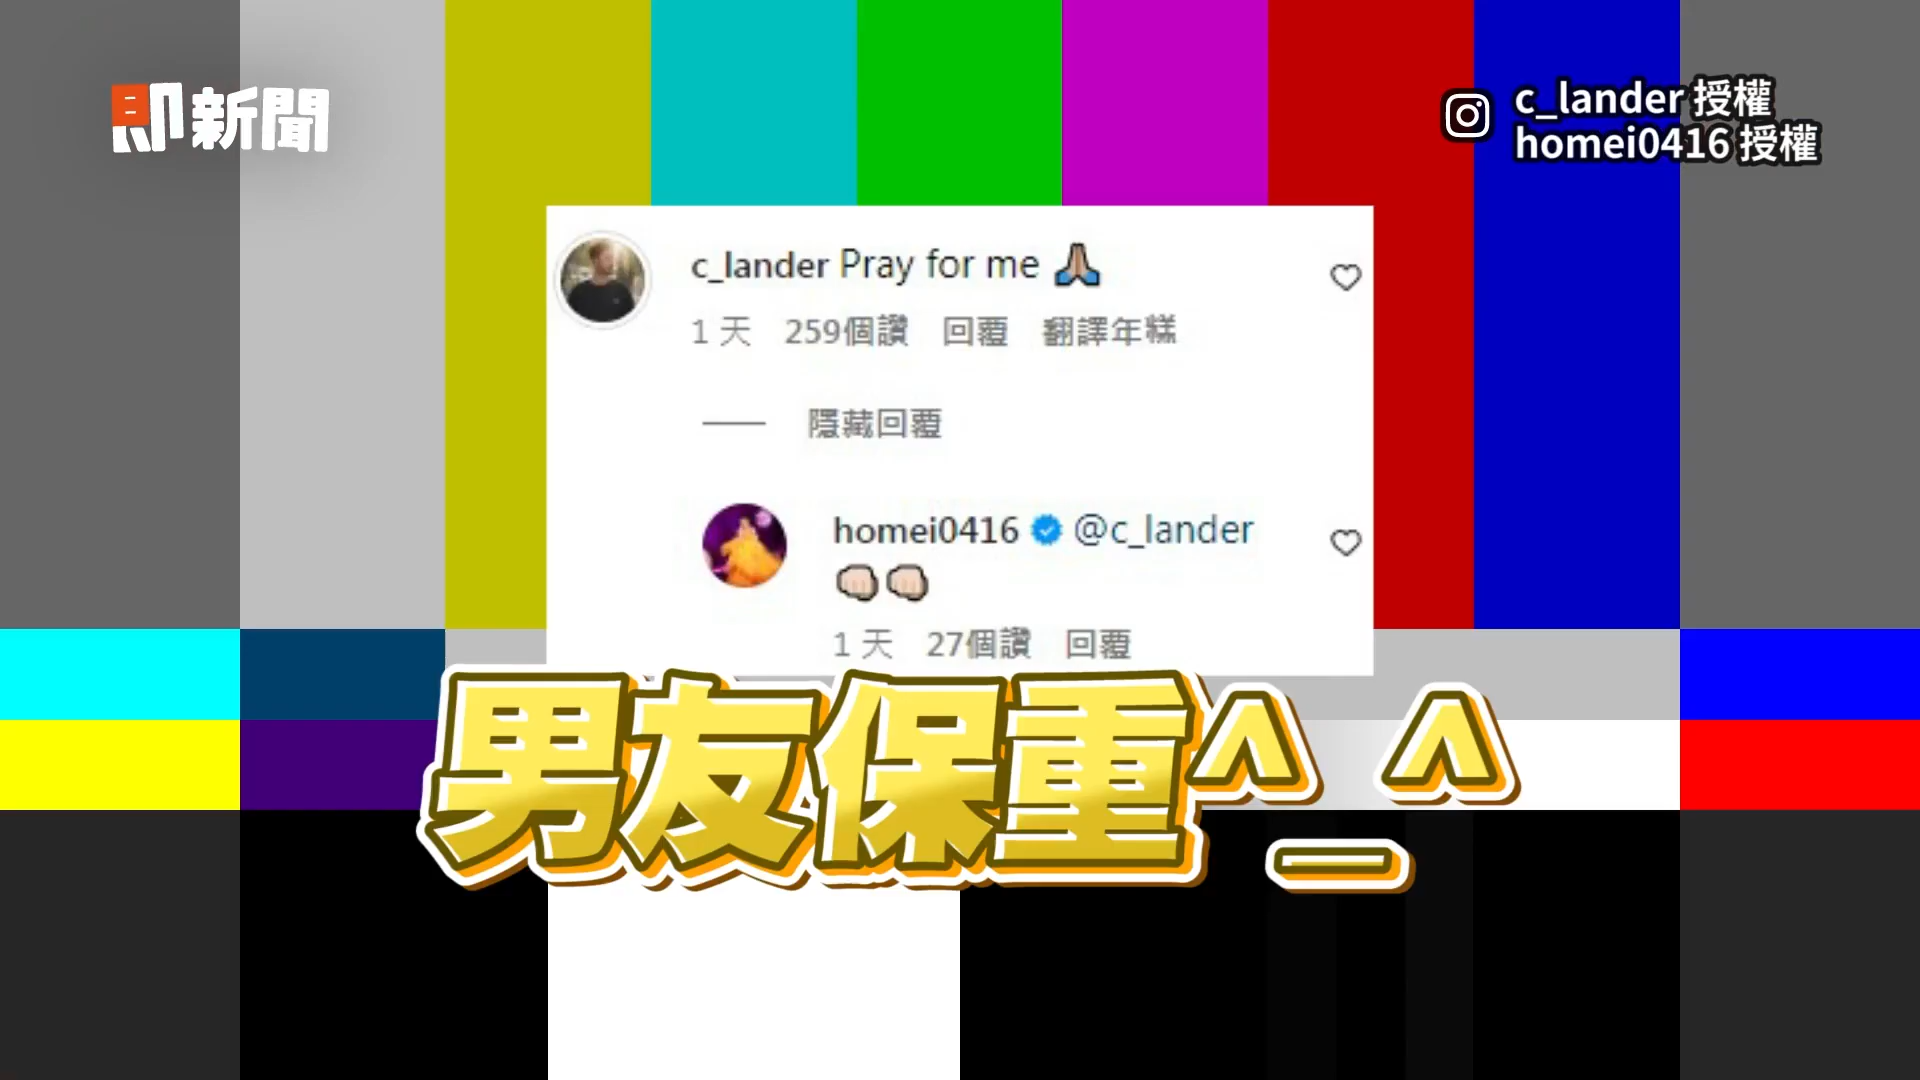 即新聞
c_lander 授權
homei0416 授權
c_lander Pray for me 🙏🏽
1 天 259個讚 回覆 翻譯年糕
隱藏回覆
homei0416 @c_lander
👊🏻👊🏻
1 天 27個讚 回覆
男友保重^_^